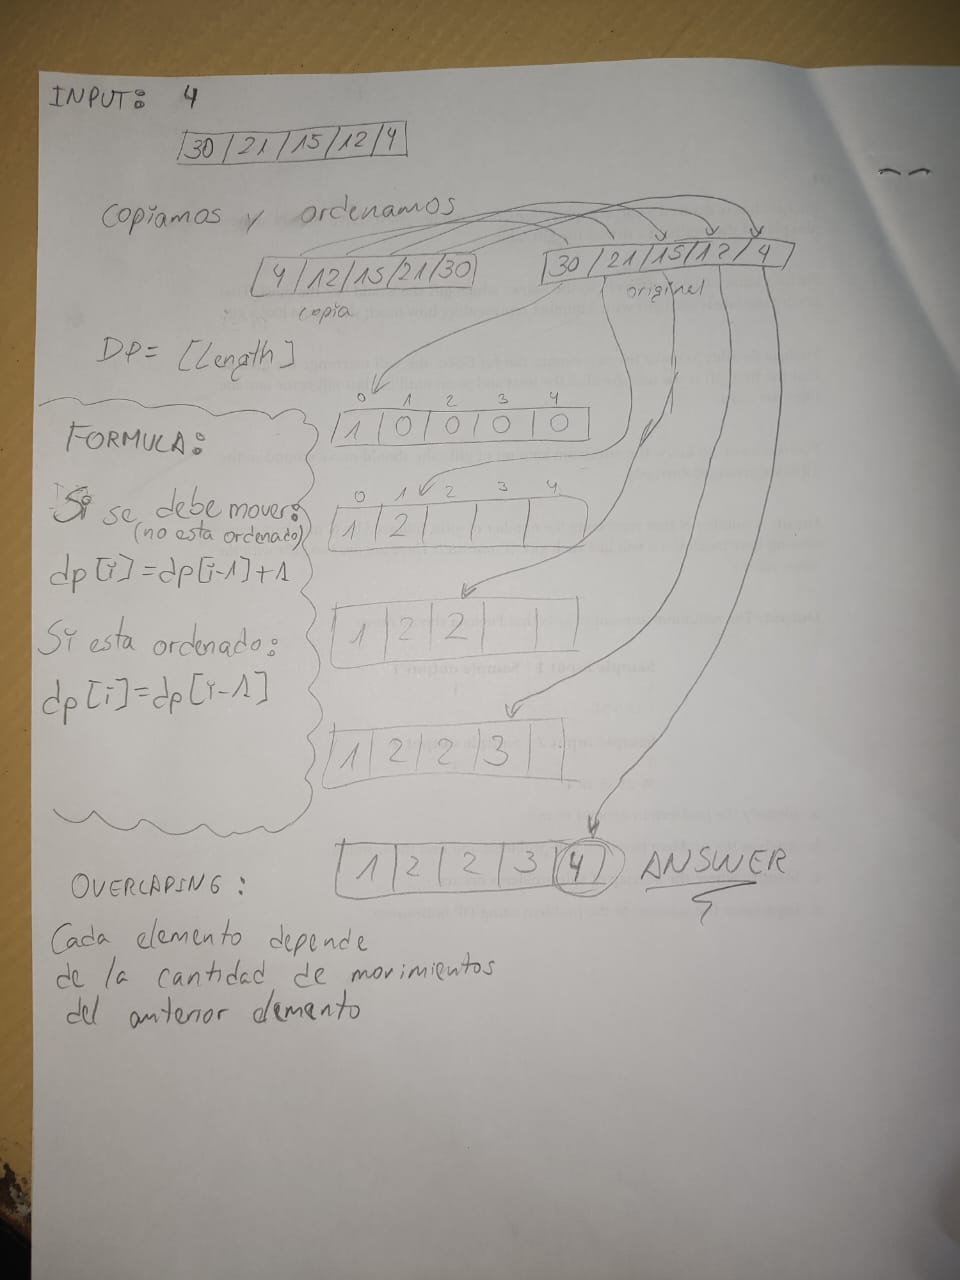 INPUT: 4
30 | 21 | 15 | 12 | 4
Copiamos y ordenamos
4 | 12 | 15 | 21 | 30
30 | 21 | 15 | 12 | 4
copia
original
DP = [Length]
0 1 2 3 4
1 | 0 | 0 | 0 | 0
FORMULA:
0 1 2 3 4
1 | 2
Si se debe mover:
(no esta ordenado)
dp[i]=dp[i-1]+1
1 | 2 | 2
Si esta ordenado:
dp[i]=dp[i-1]
1 | 2 | 2 | 3
1 | 2 | 2 | 3 | 4
ANSWER
OVERLAPING:
Cada elemento depende
de la cantidad de movimientos
del anterior elemento